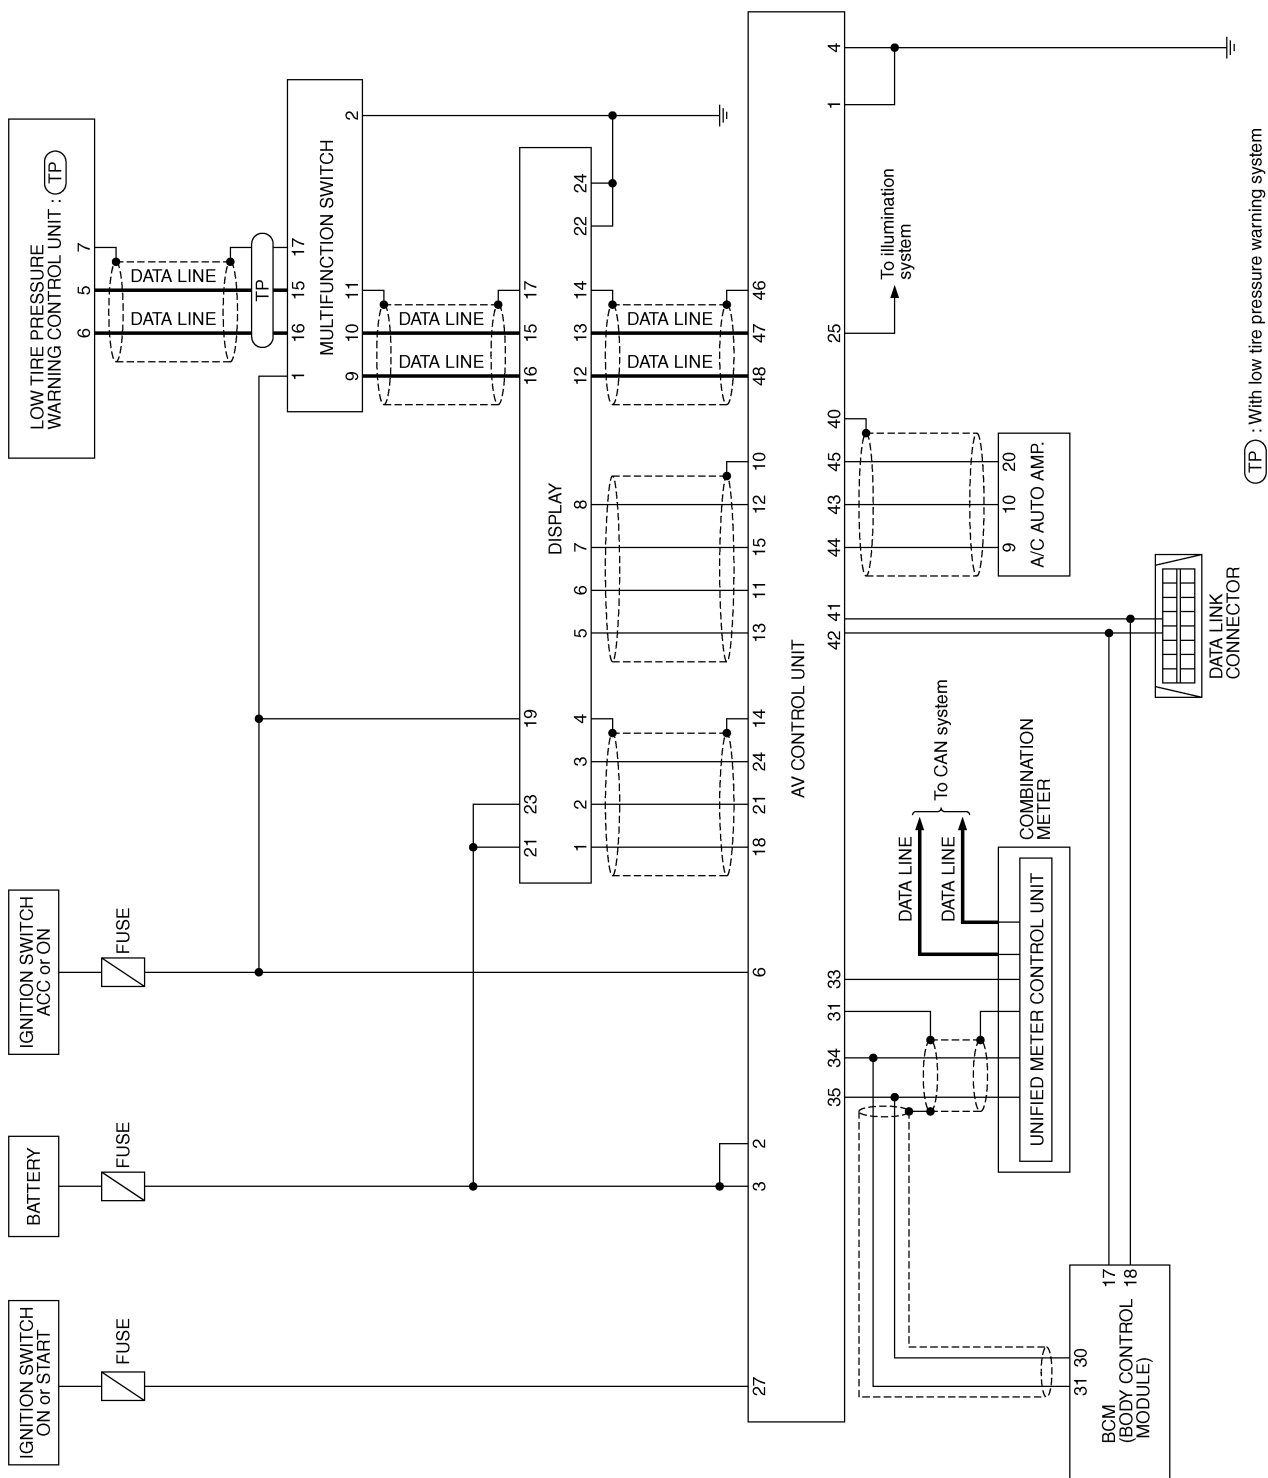 IGNITION SWITCH
ON or START
FUSE
BATTERY
FUSE
IGNITION SWITCH
ACC or ON
FUSE
LOW TIRE PRESSURE
WARNING CONTROL UNIT : TP
6
5
7
DATA LINE
DATA LINE
TP
1
16
15
17
MULTIFUNCTION SWITCH
9
10
11
2
DATA LINE
DATA LINE
21
23
19
16
15
17
DISPLAY
1
2
3
4
5
6
7
8
12
13
14
22
24
DATA LINE
DATA LINE
27
3
2
6
18
21
24
14
13
11
15
12
10
48
47
46
AV CONTROL UNIT
35
34
31
33
42
41
44
43
45
40
25
1
4
To illumination
system
9
10
20
A/C AUTO AMP.
DATA LINE
DATA LINE
To CAN system
COMBINATION
METER
UNIFIED METER CONTROL UNIT
31
30
17
18
BCM
(BODY CONTROL
MODULE)
DATA LINK
CONNECTOR
TP : With low tire pressure warning system